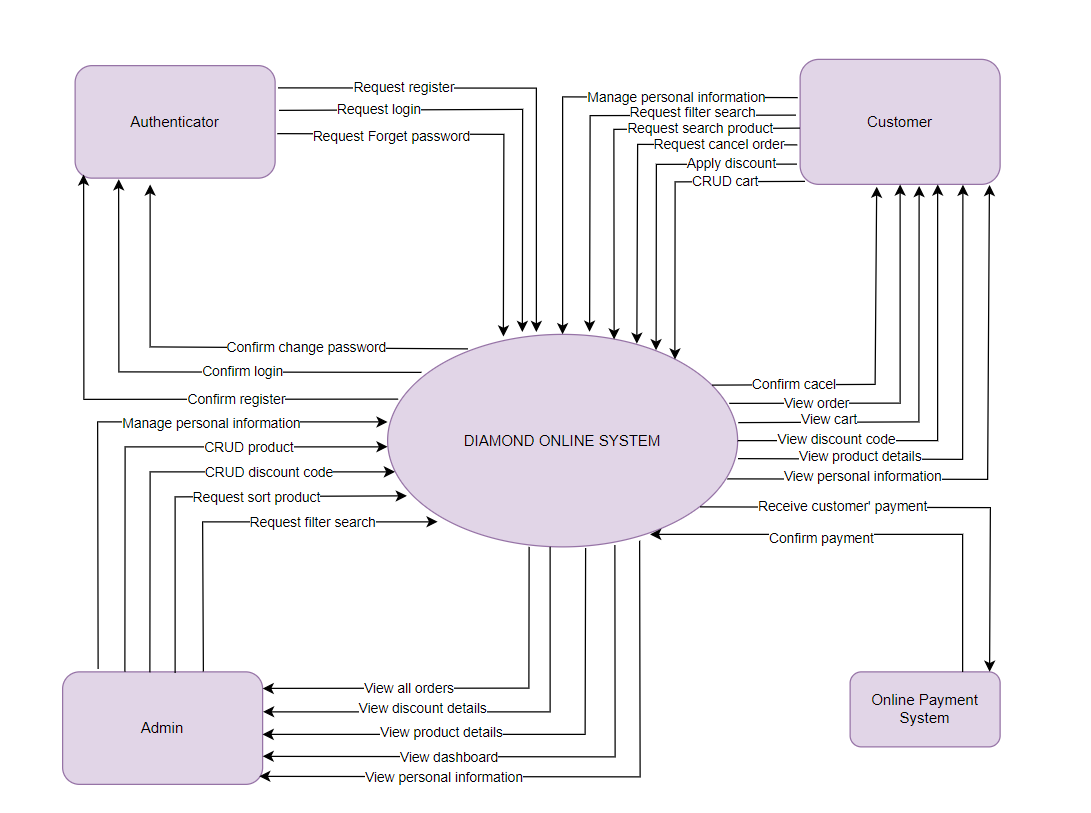 Authenticator
Request register
Request login
Request Forget password
Manage personal information
Request filter search
Request search product
Request cancel order
Apply discount
CRUD cart
Customer
Confirm change password
Confirm login
Confirm register
Manage personal information
CRUD product
CRUD discount code
Request sort product
Request filter search
DIAMOND ONLINE SYSTEM
Confirm cacel
View order
View cart
View discount code
View product details
View personal information
Receive customer' payment
Confirm payment
Admin
View all orders
View discount details
View product details
View dashboard
View personal information
Online Payment
System